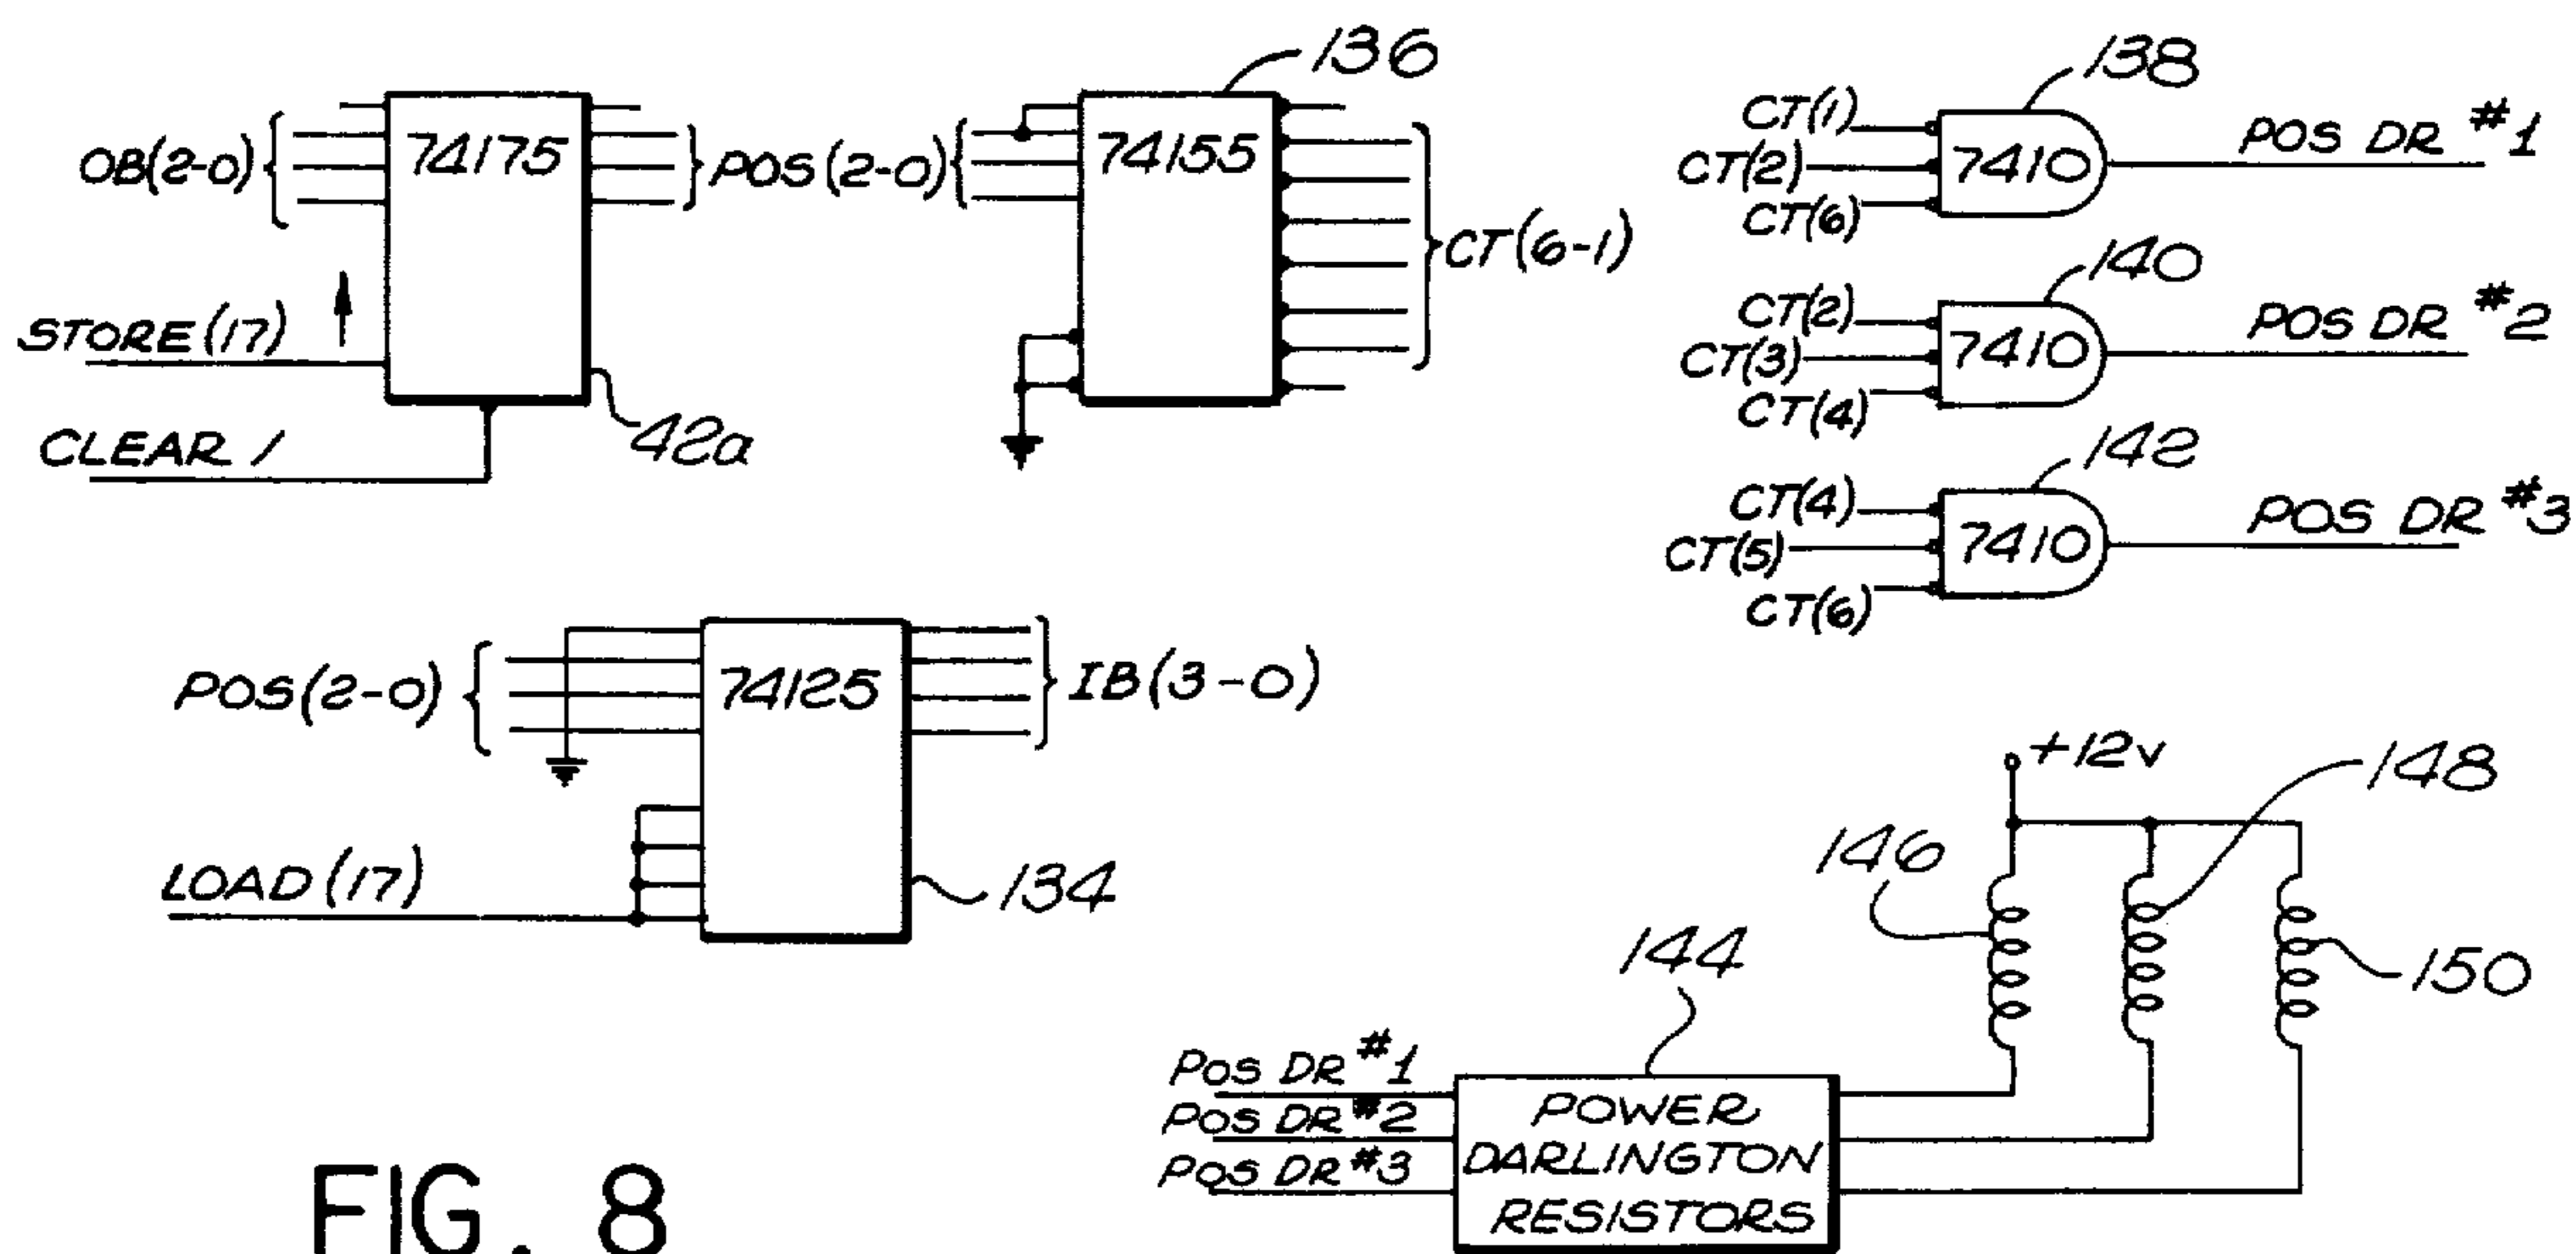 136
138
74175
OB(2-0)
POS(2-0)
74155
CT(6-1)
STORE(17)
CLEAR /
42a
CT(1)
CT(2)
CT(6)
7410
POS DR #1
140
CT(2)
CT(3)
CT(4)
7410
POS DR #2
142
CT(4)
CT(5)
CT(6)
7410
POS DR #3
POS(2-0)
74125
IB(3-0)
LOAD(17)
134
+12v
146
148
150
144
POS DR #1
POS DR #2
POS DR #3
POWER
DARLINGTON
RESISTORS
FIG. 8